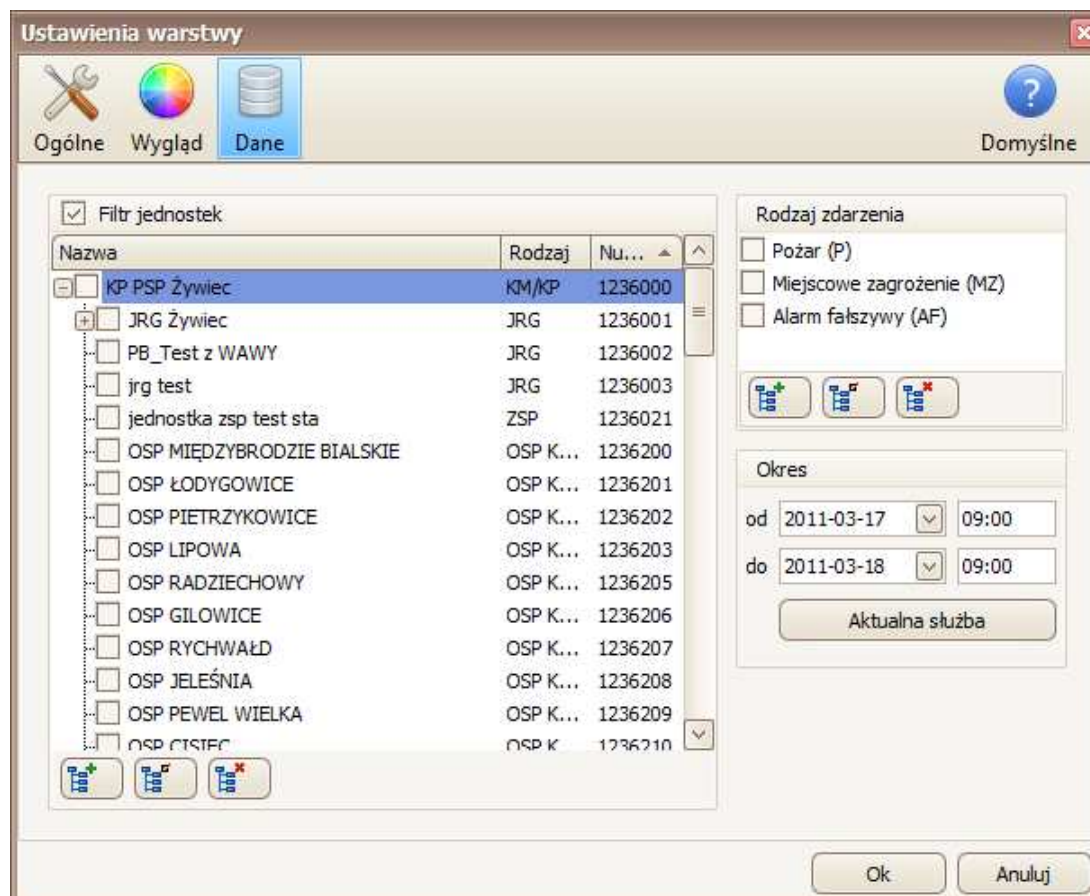 Ustawienia warstwy
Ogólne Wygląd Dane Domyślne
Filtr jednostek
Nazwa Rodzaj Nu...
KP PSP Żywiec KM/KP 1236000
JRG Żywiec JRG 1236001
PB_Test z WAWY JRG 1236002
jrg test JRG 1236003
jednostka zsp test sta ZSP 1236021
OSP MIĘDZYBRODZIE BIALSKIE OSP K... 1236200
OSP ŁODYGOWICE OSP K... 1236201
OSP PIETRZYKOWICE OSP K... 1236202
OSP LIPOWA OSP K... 1236203
OSP RADZIECHOWY OSP K... 1236205
OSP GILOWICE OSP K... 1236206
OSP RYCHWAŁD OSP K... 1236207
OSP JELEŚNIA OSP K... 1236208
OSP PEWEL WIELKA OSP K... 1236209
OSP CISIEC OSP K 1236210
Rodzaj zdarzenia
Pożar (P)
Miejscowe zagrożenie (MZ)
Alarm fałszywy (AF)
Okres
od 2011-03-17 09:00
do 2011-03-18 09:00
Aktualna służba
Ok Anuluj